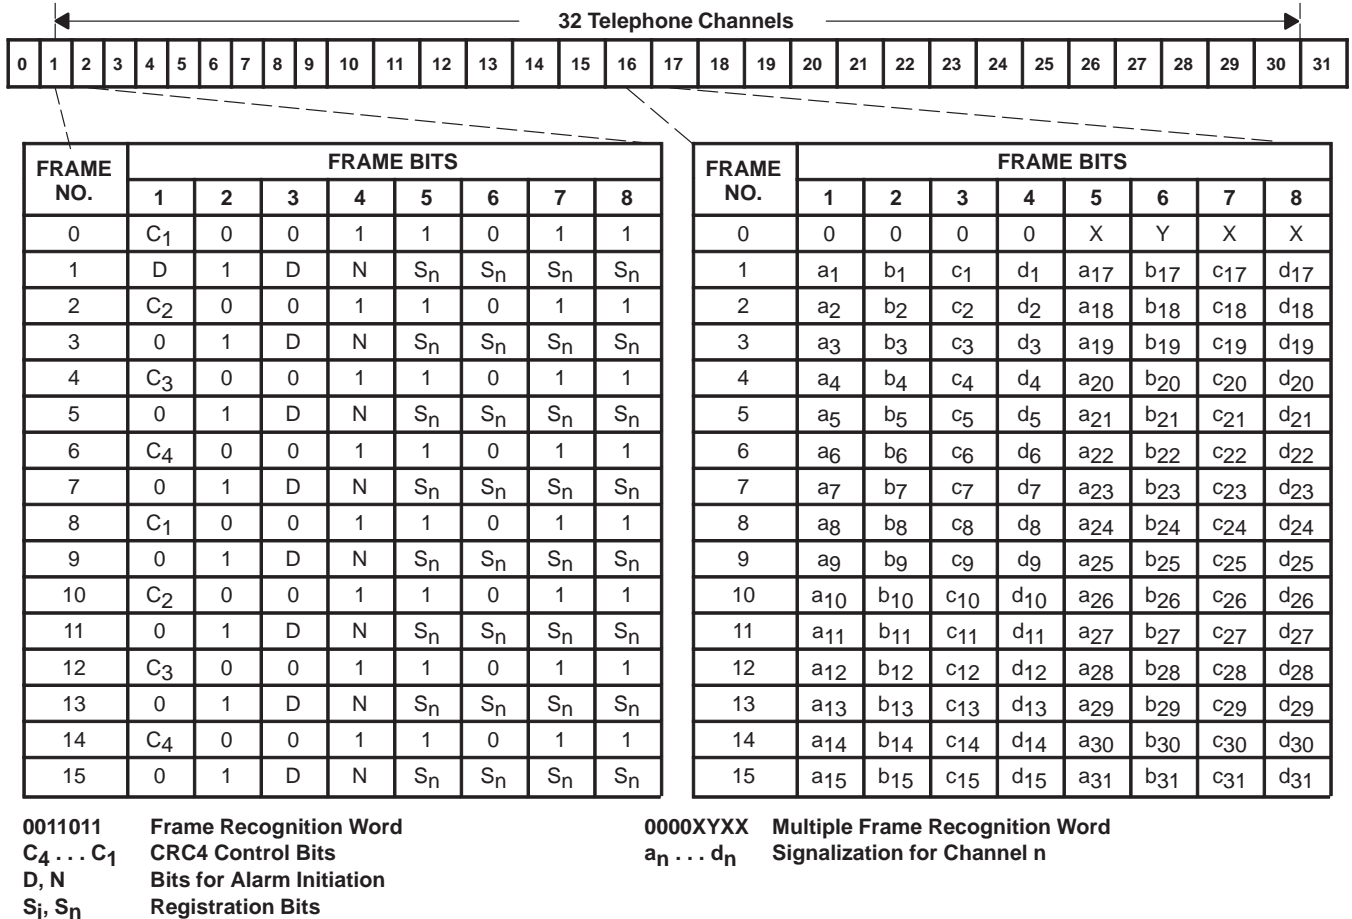 32 Telephone Channels
0 1 2 3 4 5 6 7 8 9 10 11 12 13 14 15 16 17 18 19 20 21 22 23 24 25 26 27 28 29 30 31
FRAME NO. FRAME BITS
1 2 3 4 5 6 7 8
0 C1 0 0 1 1 0 1 1
1 D 1 D N Sn Sn Sn Sn
2 C2 0 0 1 1 0 1 1
3 0 1 D N Sn Sn Sn Sn
4 C3 0 0 1 1 0 1 1
5 0 1 D N Sn Sn Sn Sn
6 C4 0 0 1 1 0 1 1
7 0 1 D N Sn Sn Sn Sn
8 C1 0 0 1 1 0 1 1
9 0 1 D N Sn Sn Sn Sn
10 C2 0 0 1 1 0 1 1
11 0 1 D N Sn Sn Sn Sn
12 C3 0 0 1 1 0 1 1
13 0 1 D N Sn Sn Sn Sn
14 C4 0 0 1 1 0 1 1
15 0 1 D N Sn Sn Sn Sn
0011011 Frame Recognition Word
C4 . . . C1 CRC4 Control Bits
D, N Bits for Alarm Initiation
Si, Sn Registration Bits
FRAME NO. FRAME BITS
1 2 3 4 5 6 7 8
0 0 0 0 0 X Y X X
1 a1 b1 c1 d1 a17 b17 c17 d17
2 a2 b2 c2 d2 a18 b18 c18 d18
3 a3 b3 c3 d3 a19 b19 c19 d19
4 a4 b4 c4 d4 a20 b20 c20 d20
5 a5 b5 c5 d5 a21 b21 c21 d21
6 a6 b6 c6 d6 a22 b22 c22 d22
7 a7 b7 c7 d7 a23 b23 c23 d23
8 a8 b8 c8 d8 a24 b24 c24 d24
9 a9 b9 c9 d9 a25 b25 c25 d25
10 a10 b10 c10 d10 a26 b26 c26 d26
11 a11 b11 c11 d11 a27 b27 c27 d27
12 a12 b12 c12 d12 a28 b28 c28 d28
13 a13 b13 c13 d13 a29 b29 c29 d29
14 a14 b14 c14 d14 a30 b30 c30 d30
15 a15 b15 c15 d15 a31 b31 c31 d31
0000XYXX Multiple Frame Recognition Word
an . . . dn Signalization for Channel n